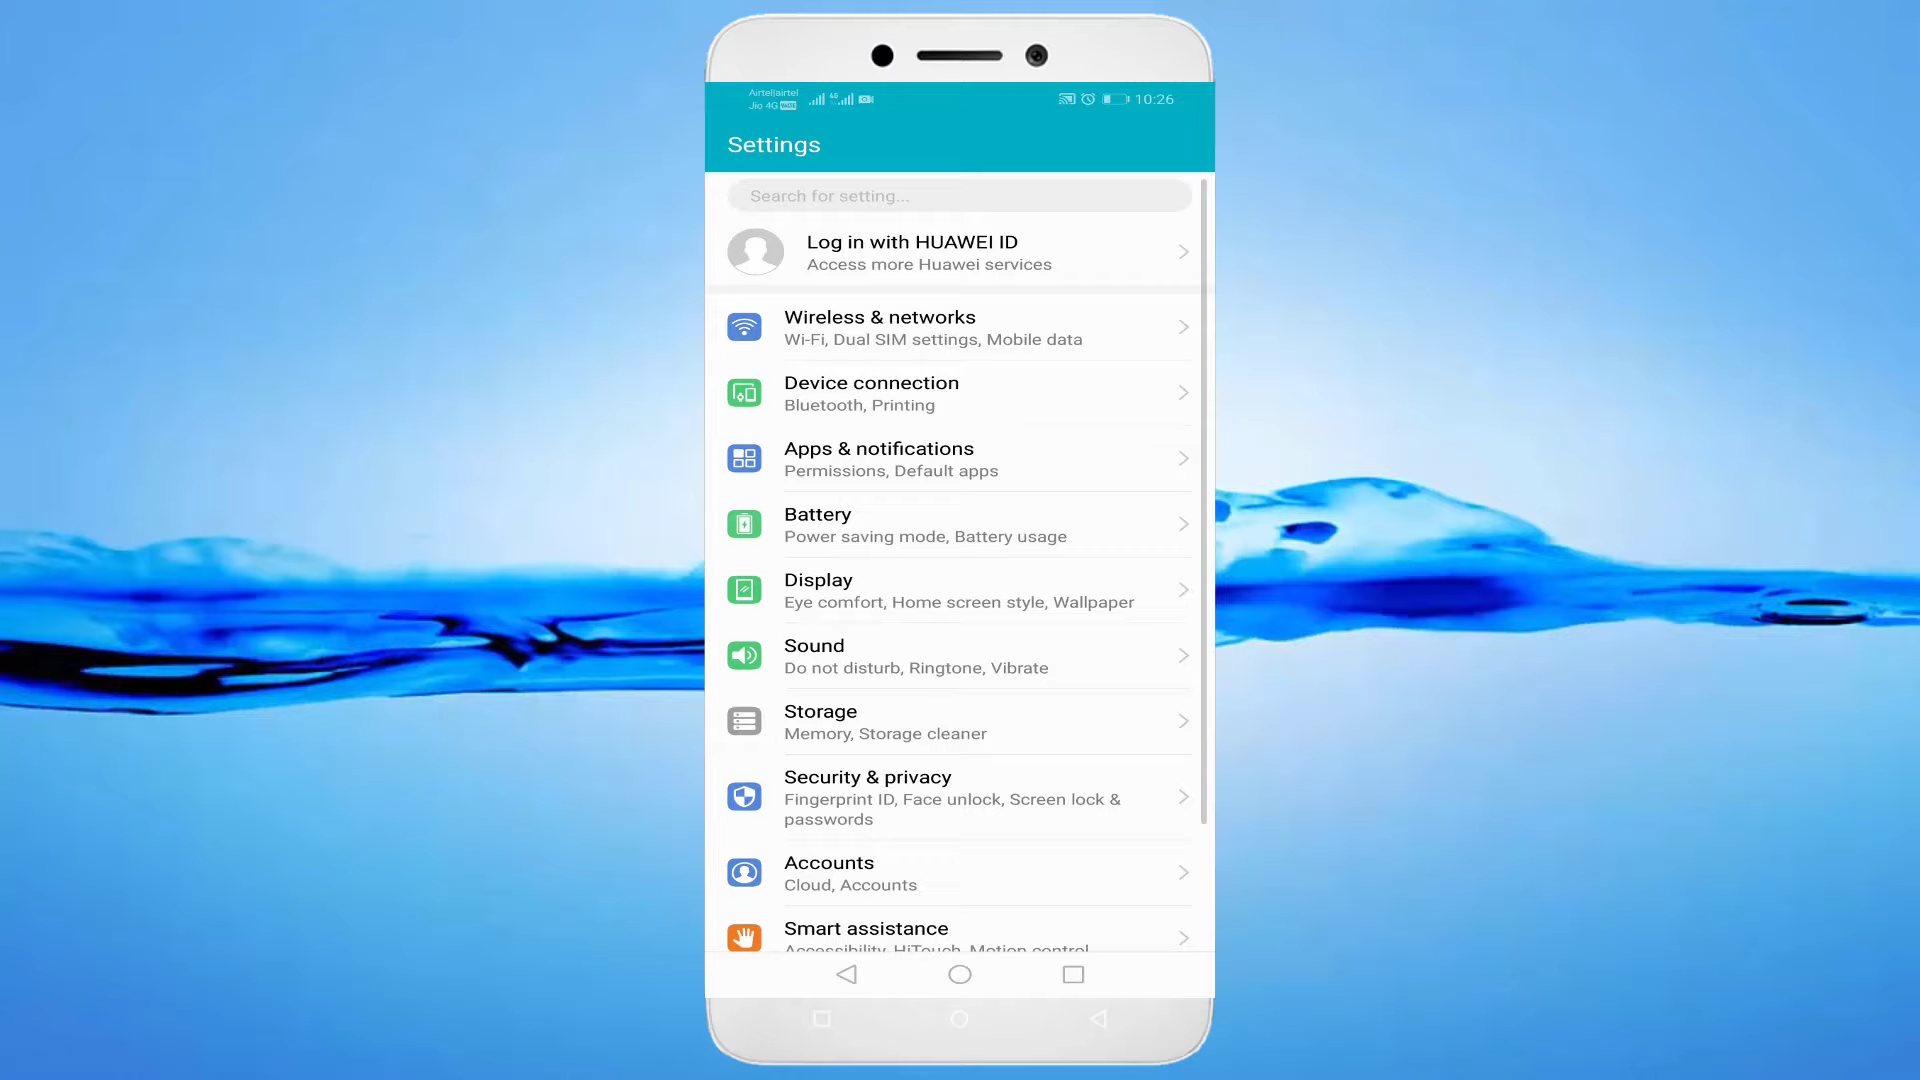 Airtel|airtel
Jio 4G VoLTE
4G
10:26
Settings
Search for setting...
Log in with HUAWEI ID
Access more Huawei services
Wireless & networks
Wi-Fi, Dual SIM settings, Mobile data
Device connection
Bluetooth, Printing
Apps & notifications
Permissions, Default apps
Battery
Power saving mode, Battery usage
Display
Eye comfort, Home screen style, Wallpaper
Sound
Do not disturb, Ringtone, Vibrate
Storage
Memory, Storage cleaner
Security & privacy
Fingerprint ID, Face unlock, Screen lock &
passwords
Accounts
Cloud, Accounts
Smart assistance
Accessibility, HiTouch, Motion control